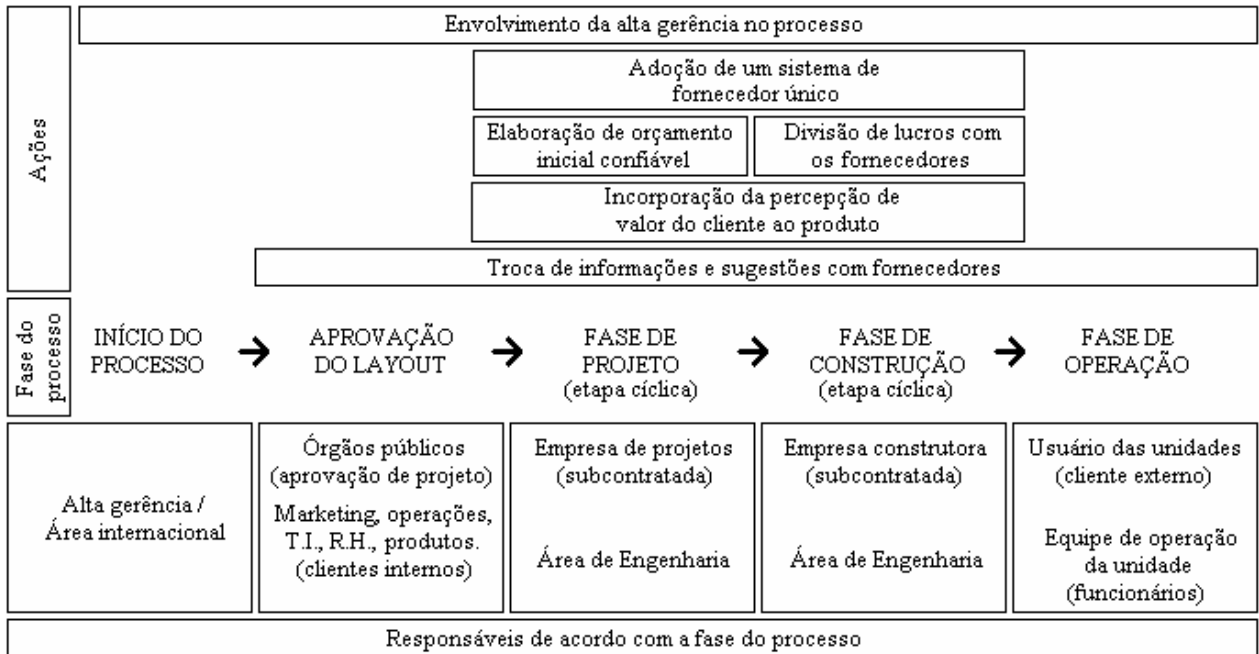 Ações
Envolvimento da alta gerência no processo
Adoção de um sistema de
fornecedor único
Elaboração de orçamento
inicial confiável
Divisão de lucros com
os fornecedores
Incorporação da percepção de
valor do cliente ao produto
Troca de informações e sugestões com fornecedores
Fase do
processo
INÍCIO DO
PROCESSO
APROVAÇÃO
DO LAYOUT
FASE DE
PROJETO
(etapa cíclica)
FASE DE
CONSTRUÇÃO
(etapa cíclica)
FASE DE
OPERAÇÃO
Alta gerência /
Área internacional
Órgãos públicos
(aprovação de projeto)
Marketing, operações,
T.I., R.H., produtos.
(clientes internos)
Empresa de projetos
(subcontratada)
Área de Engenharia
Empresa construtora
(subcontratada)
Área de Engenharia
Usuário das unidades
(cliente externo)
Equipe de operação
da unidade
(funcionários)
Responsáveis de acordo com a fase do processo